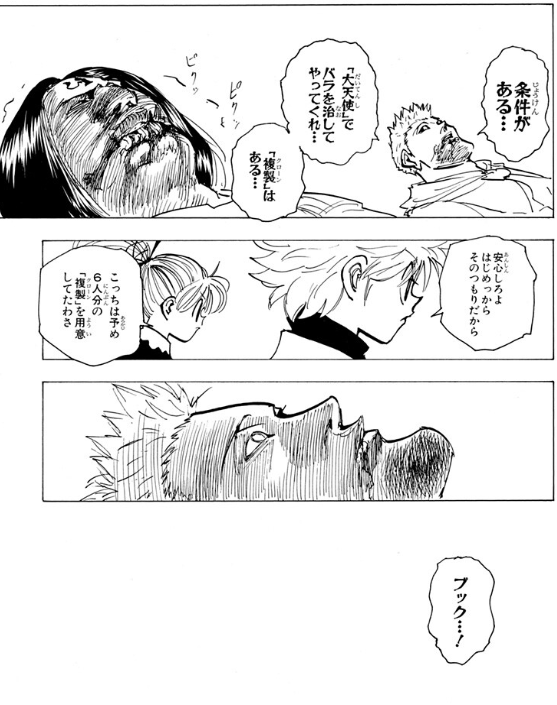 条件が
ある…
「大天使」で
バラを治して
やってくれ…
「複製」は
ある…
ピクッ
ピクッ
安心しろよ
はじめっから
そのつもりだから
こっちは予め
6人分の
「複製」を用意
してたわさ
ブック…!